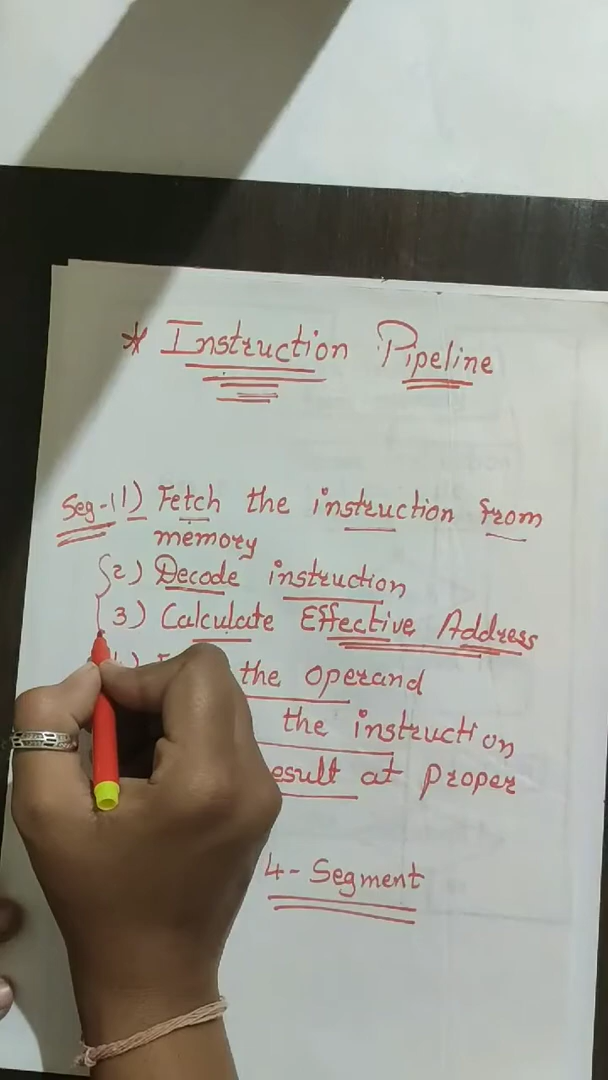 * Instruction Pipeline
Seg-1 1) Fetch the instruction from
memory
2) Decode instruction
3) Calculate Effective Address
the operand
the instruction
at proper
4- Segment